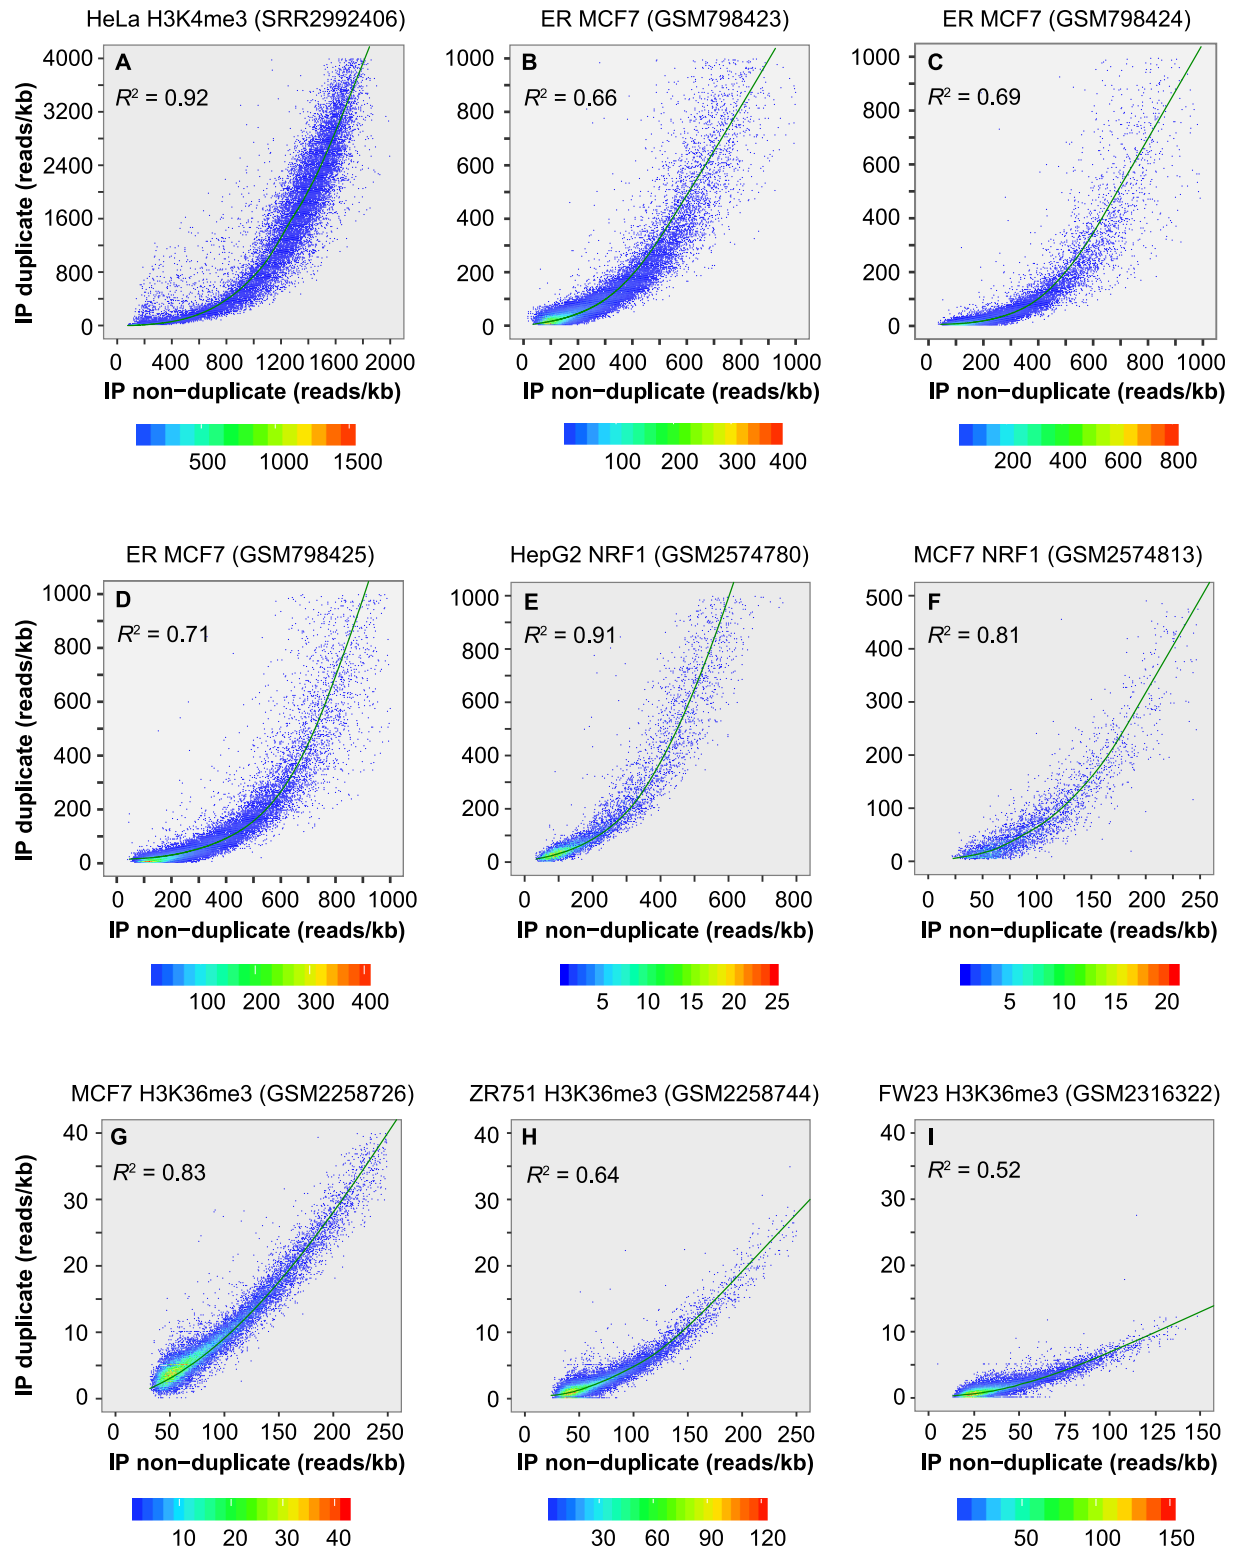 HeLa H3K4me3 (SRR2992406)
ER MCF7 (GSM798423)
ER MCF7 (GSM798424)
A
R² = 0.92
IP duplicate (reads/kb)
4000
3200
2400
1600
800
0
0 400 800 1200 1600 2000
IP non−duplicate (reads/kb)
500 1000 1500
B
R² = 0.66
1000
800
600
400
200
0
0 200 400 600 800 1000
IP non−duplicate (reads/kb)
100 200 300 400
C
R² = 0.69
1000
800
600
400
200
0
0 200 400 600 800 1000
IP non−duplicate (reads/kb)
200 400 600 800
ER MCF7 (GSM798425)
HepG2 NRF1 (GSM2574780)
MCF7 NRF1 (GSM2574813)
D
R² = 0.71
IP duplicate (reads/kb)
1000
800
600
400
200
0
0 200 400 600 800 1000
IP non−duplicate (reads/kb)
100 200 300 400
E
R² = 0.91
1000
800
600
400
200
0
0 200 400 600 800
IP non−duplicate (reads/kb)
5 10 15 20 25
F
R² = 0.81
500
400
300
200
100
0
0 50 100 150 200 250
IP non−duplicate (reads/kb)
5 10 15 20
MCF7 H3K36me3 (GSM2258726)
ZR751 H3K36me3 (GSM2258744)
FW23 H3K36me3 (GSM2316322)
G
R² = 0.83
IP duplicate (reads/kb)
40
30
20
10
0
0 50 100 150 200 250
IP non−duplicate (reads/kb)
10 20 30 40
H
R² = 0.64
40
30
20
10
0
0 50 100 150 200 250
IP non−duplicate (reads/kb)
30 60 90 120
I
R² = 0.52
40
30
20
10
0
0 25 50 75 100 125 150
IP non−duplicate (reads/kb)
50 100 150